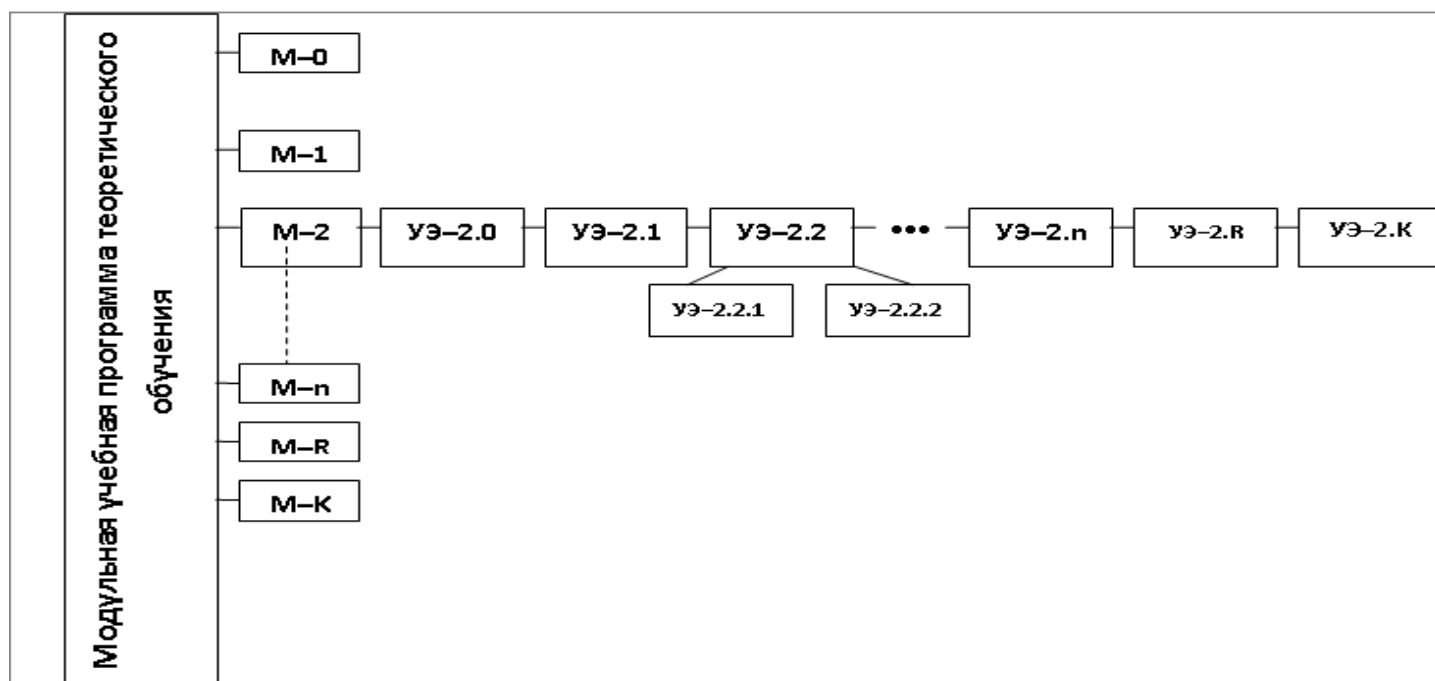 Модульная учебная программа теоретического
обучения
М–0
М–1
М–2
УЭ–2.0
УЭ–2.1
УЭ–2.2
•••
УЭ–2.n
УЭ–2.R
УЭ–2.К
УЭ–2.2.1
УЭ–2.2.2
М–n
М–R
М–К